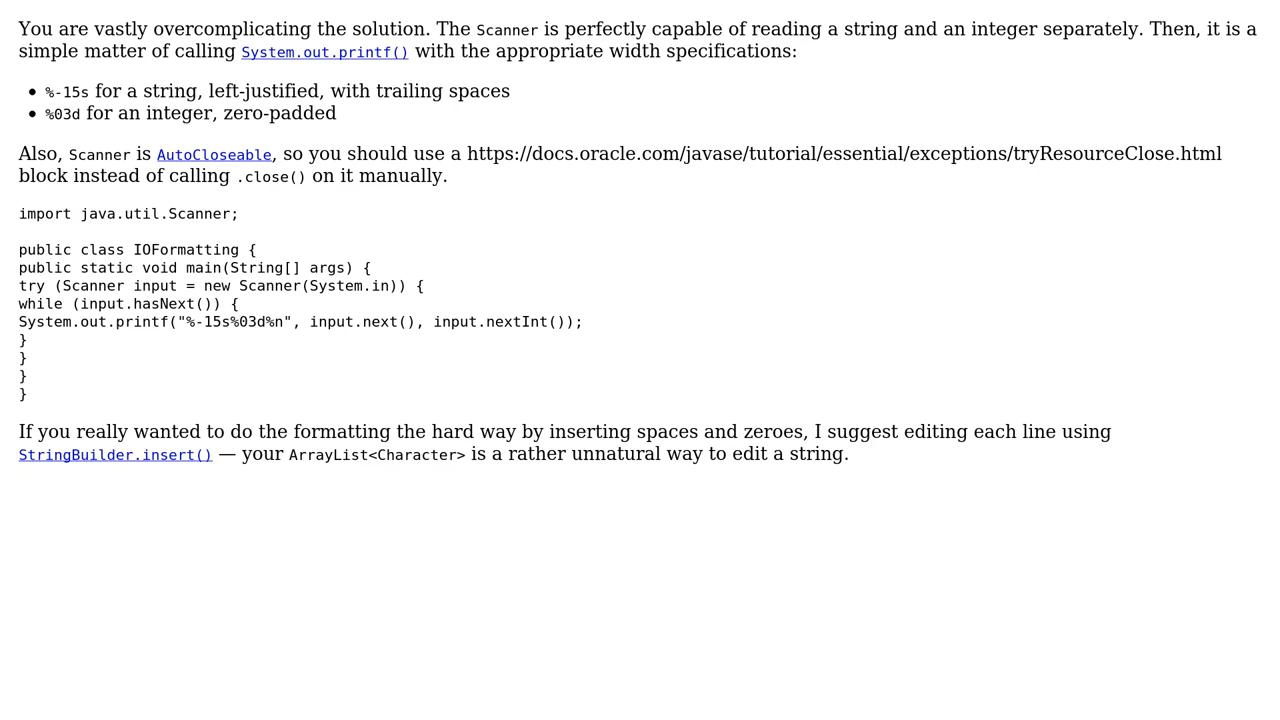 You are vastly overcomplicating the solution. The Scanner is perfectly capable of reading a string and an integer separately. Then, it is a
simple matter of calling System.out.printf() with the appropriate width specifications:
• %-15s for a string, left-justified, with trailing spaces
• %03d for an integer, zero-padded
Also, Scanner is AutoCloseable, so you should use a https://docs.oracle.com/javase/tutorial/essential/exceptions/tryResourceClose.html
block instead of calling .close() on it manually.
import java.util.Scanner;
public class IOFormatting {
public static void main(String[] args) {
try (Scanner input = new Scanner(System.in)) {
while (input.hasNext()) {
System.out.printf("%-15s%03d%n", input.next(), input.nextInt());
}
}
}
}
If you really wanted to do the formatting the hard way by inserting spaces and zeroes, I suggest editing each line using
StringBuilder.insert() — your ArrayList<Character> is a rather unnatural way to edit a string.